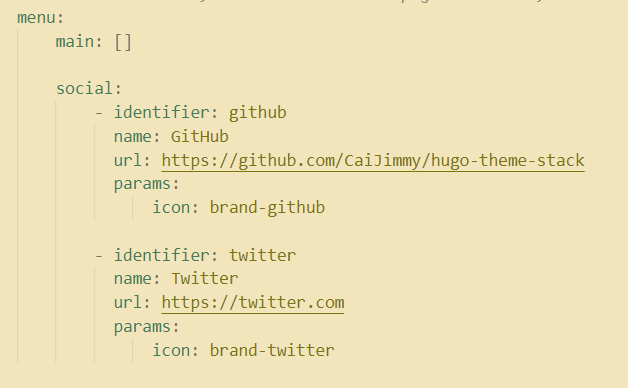 menu:
    main: []
    social:
        - identifier: github
          name: GitHub
          url: https://github.com/CaiJimmy/hugo-theme-stack
          params:
              icon: brand-github
        - identifier: twitter
          name: Twitter
          url: https://twitter.com
          params:
              icon: brand-twitter